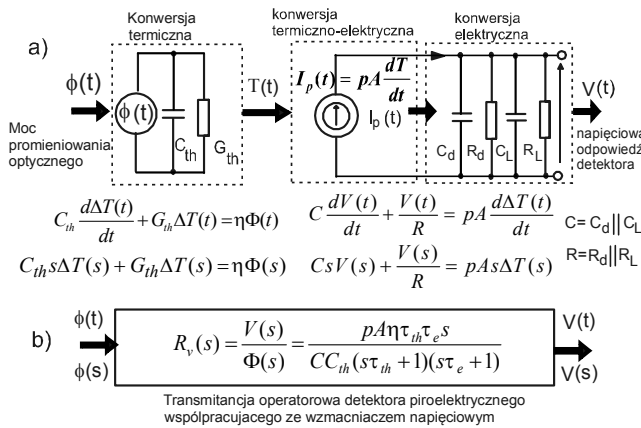 a)
Konwersja
termiczna
konwersja
termiczno-elektryczna
konwersja
elektryczna
ϕ(t)
Moc
promieniowania
optycznego
ϕ(t)
C_th
G_th
T(t)
I_p(t) = pA dT/dt
I_p(t)
C_d R_d C_L R_L
V(t)
napięciowa
odpowiedź
detektora
C_th dΔT(t)/dt + G_th ΔT(t) = ηΦ(t)
C dV(t)/dt + V(t)/R = pA dΔT(t)/dt
C=C_d||C_L
C_th sΔT(s) + G_th ΔT(s) = ηΦ(s)
CsV(s) + V(s)/R = pAsΔT(s)
R=R_d||R_L
b)
ϕ(t)
ϕ(s)
R_v(s) = V(s)/Φ(s) = pAητ_th τ_e s / CC_th(sτ_th +1)(sτ_e +1)
V(t)
V(s)
Transmitancja operatorowa detektora piroelektrycznego
współpracujacego ze wzmacniaczem napięciowym